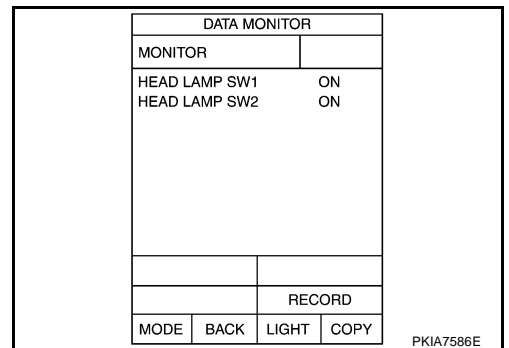 DATA MONITOR
MONITOR
HEAD LAMP SW1 ON
HEAD LAMP SW2 ON
RECORD
MODE BACK LIGHT COPY
PKIA7586E